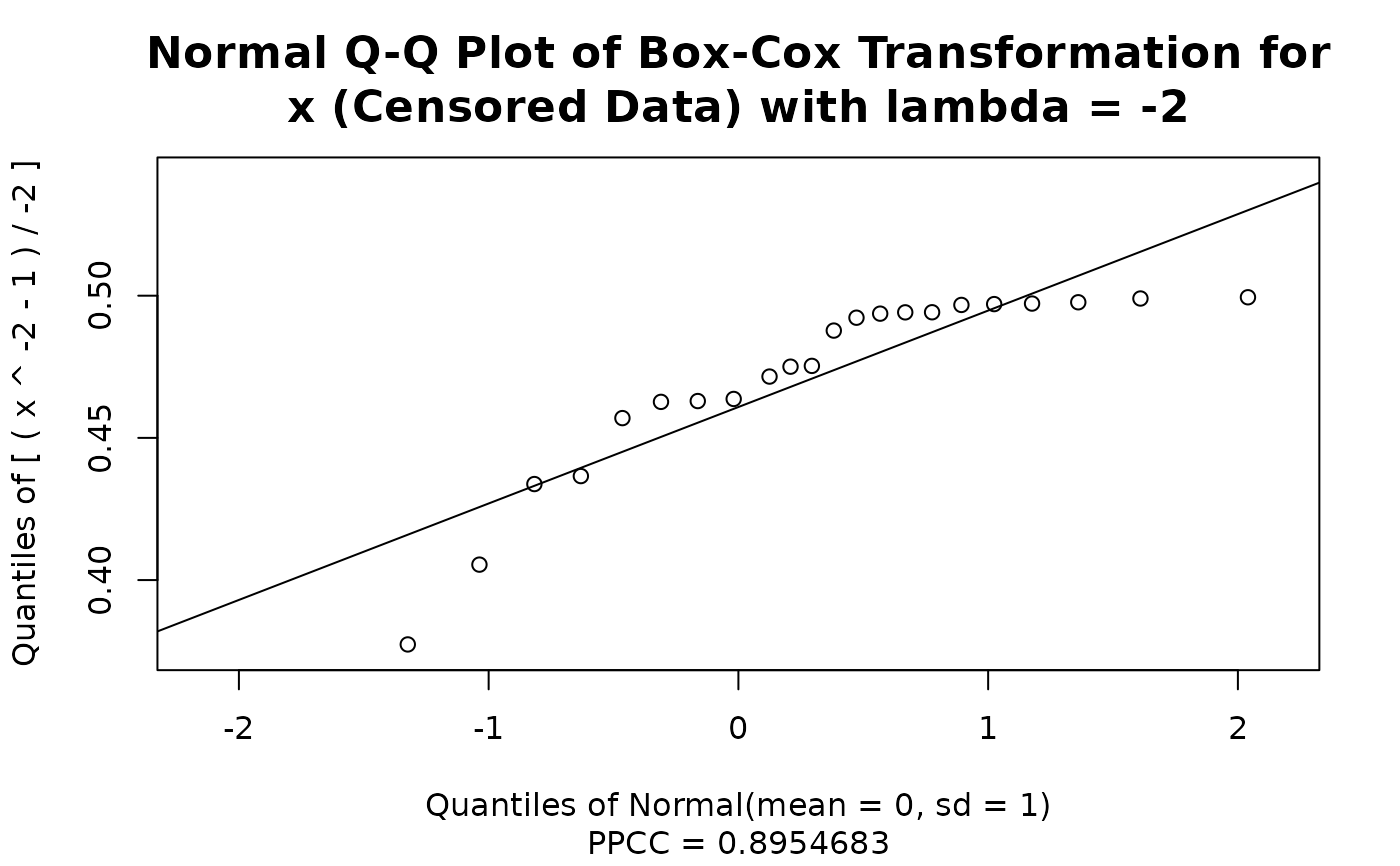 Normal Q-Q Plot of Box-Cox Transformation for
x (Censored Data) with lambda = -2
Quantiles of [ ( x ^ -2 - 1 ) / -2 ]
0.50
0.45
0.40
-2
-1
0
1
2
Quantiles of Normal(mean = 0, sd = 1)
PPCC = 0.8954683